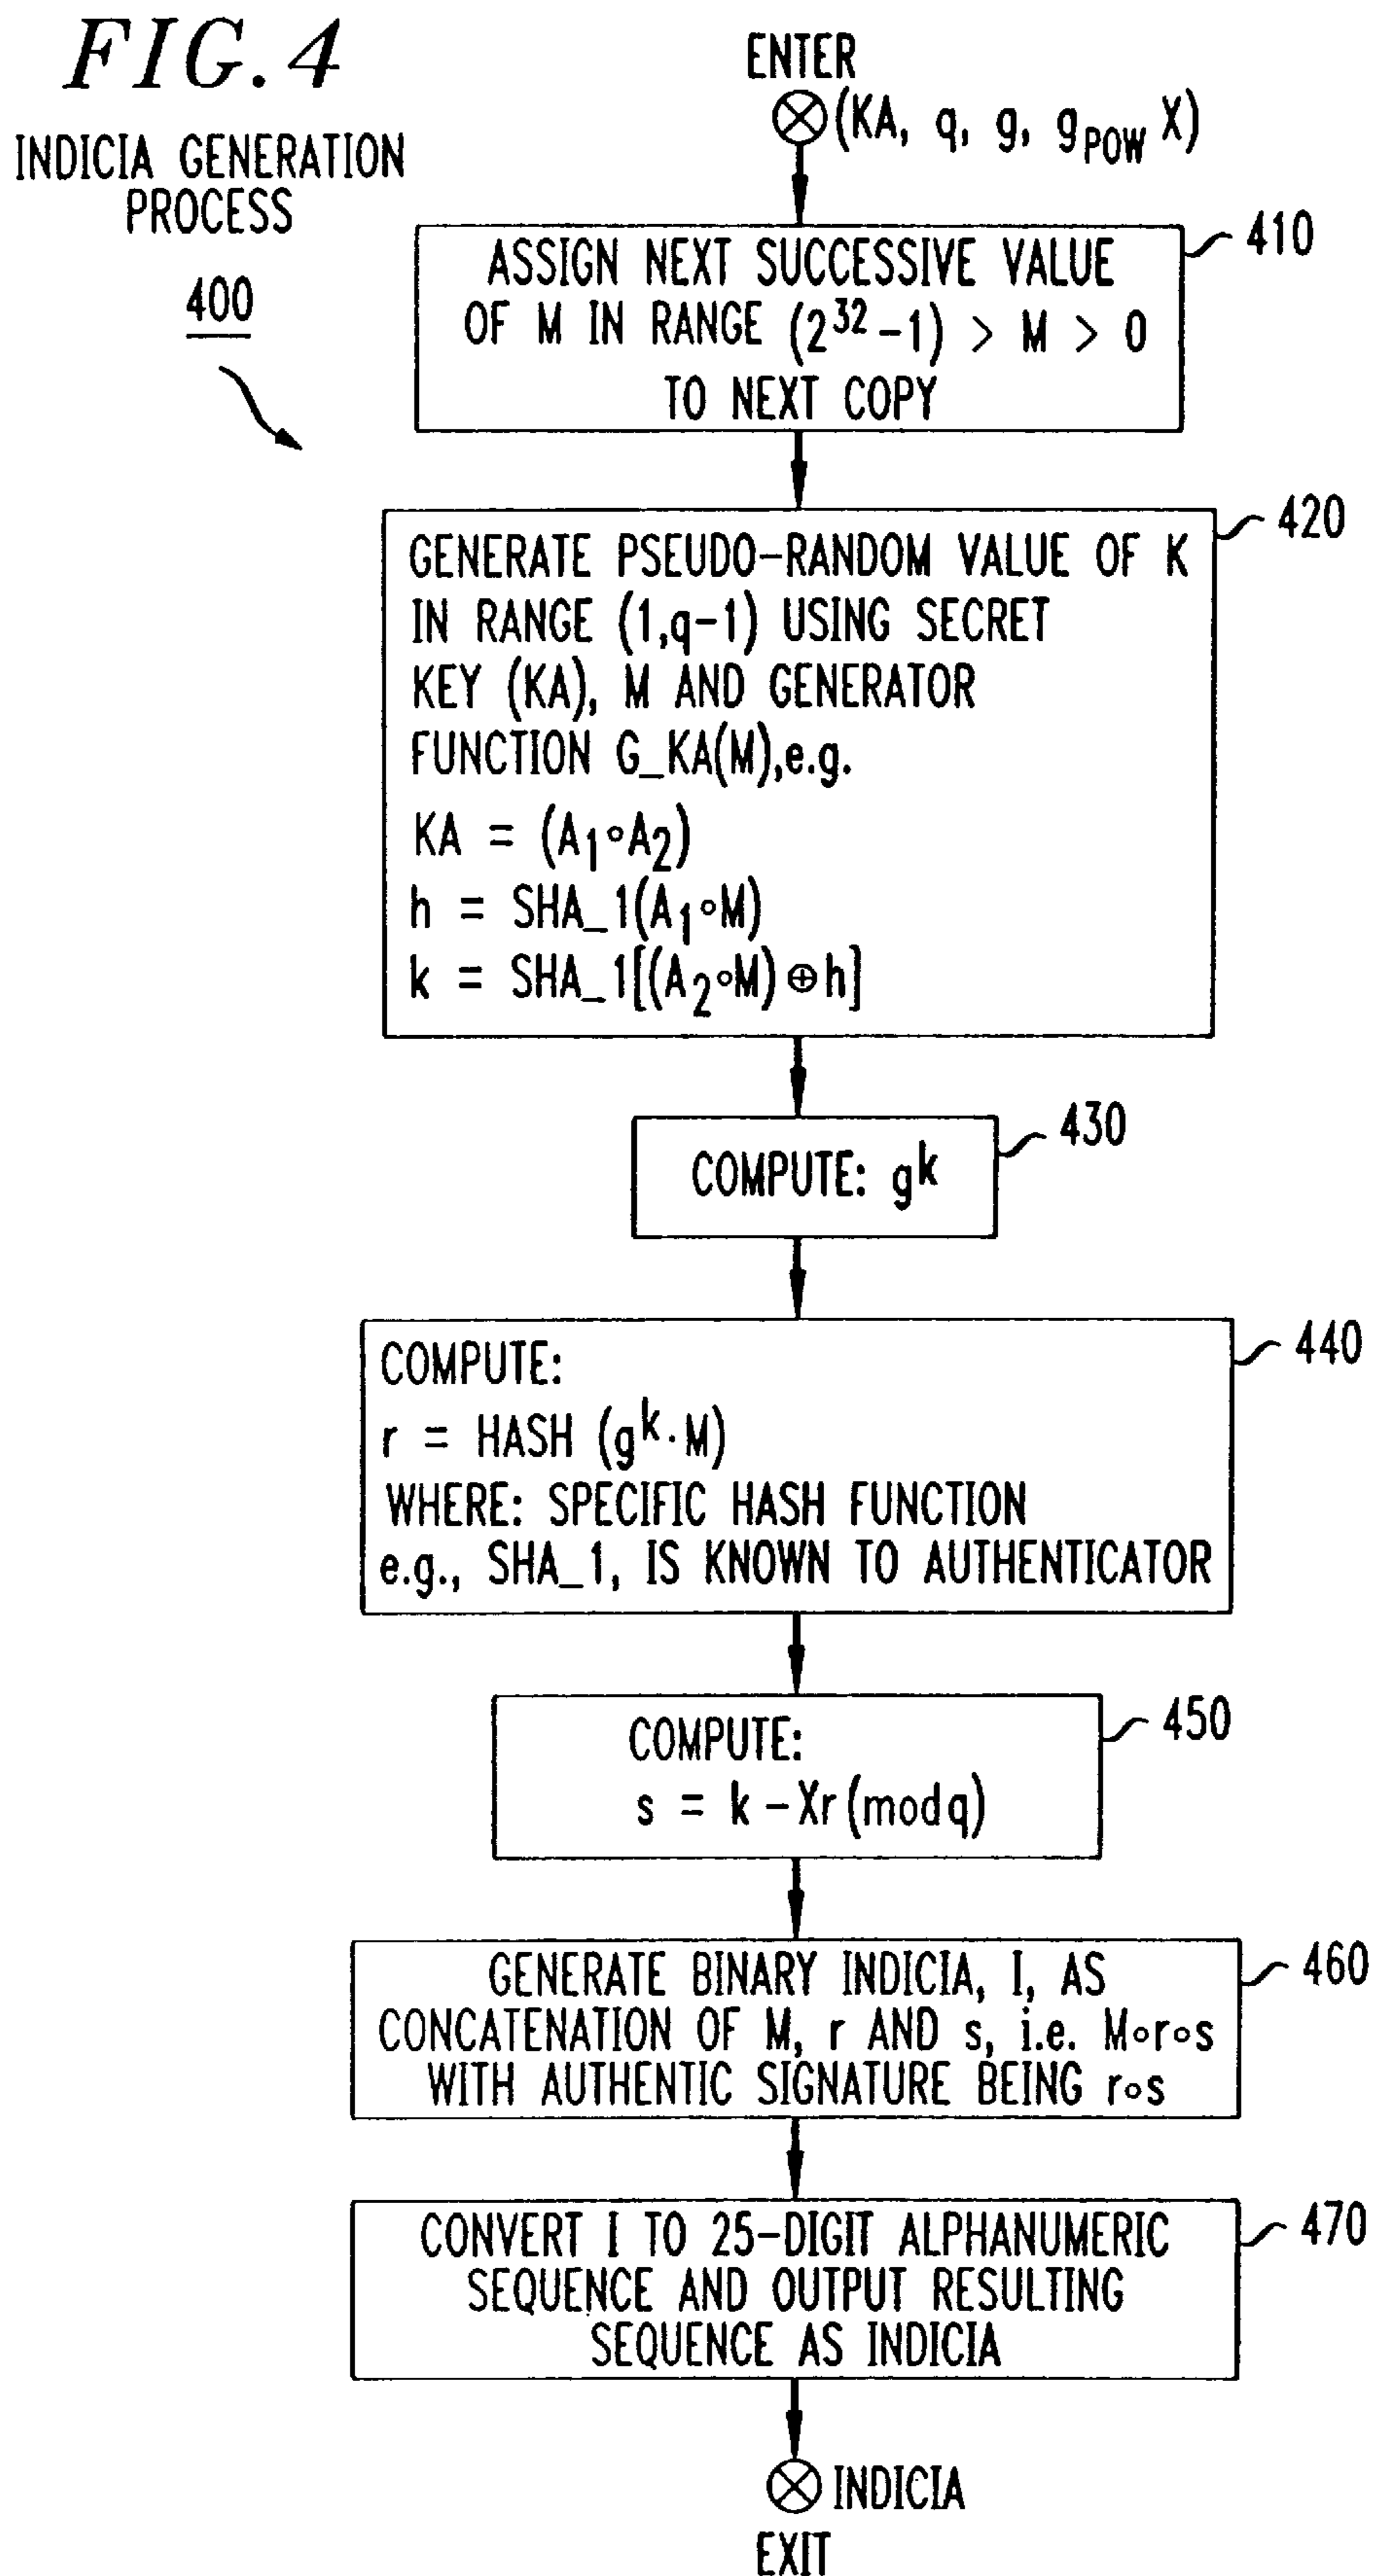 FIG. 4
INDICIA GENERATION
PROCESS
400
ENTER
(KA, q, g, gPOW X)
410
ASSIGN NEXT SUCCESSIVE VALUE
OF M IN RANGE (2³²-1) > M > 0
TO NEXT COPY
420
GENERATE PSEUDO-RANDOM VALUE OF K
IN RANGE (1,q-1) USING SECRET
KEY (KA), M AND GENERATOR
FUNCTION G_KA(M),e.g.
KA = (A₁∘A₂)
h = SHA_1(A₁∘M)
k = SHA_1[(A₂∘M)⊕h]
430
COMPUTE: gᵏ
440
COMPUTE:
r = HASH (gᵏ·M)
WHERE: SPECIFIC HASH FUNCTION
e.g., SHA_1, IS KNOWN TO AUTHENTICATOR
450
COMPUTE:
s = k-Xr(modq)
460
GENERATE BINARY INDICIA, I, AS
CONCATENATION OF M, r AND s, i.e. M∘r∘s
WITH AUTHENTIC SIGNATURE BEING r∘s
470
CONVERT I TO 25-DIGIT ALPHANUMERIC
SEQUENCE AND OUTPUT RESULTING
SEQUENCE AS INDICIA
INDICIA
EXIT